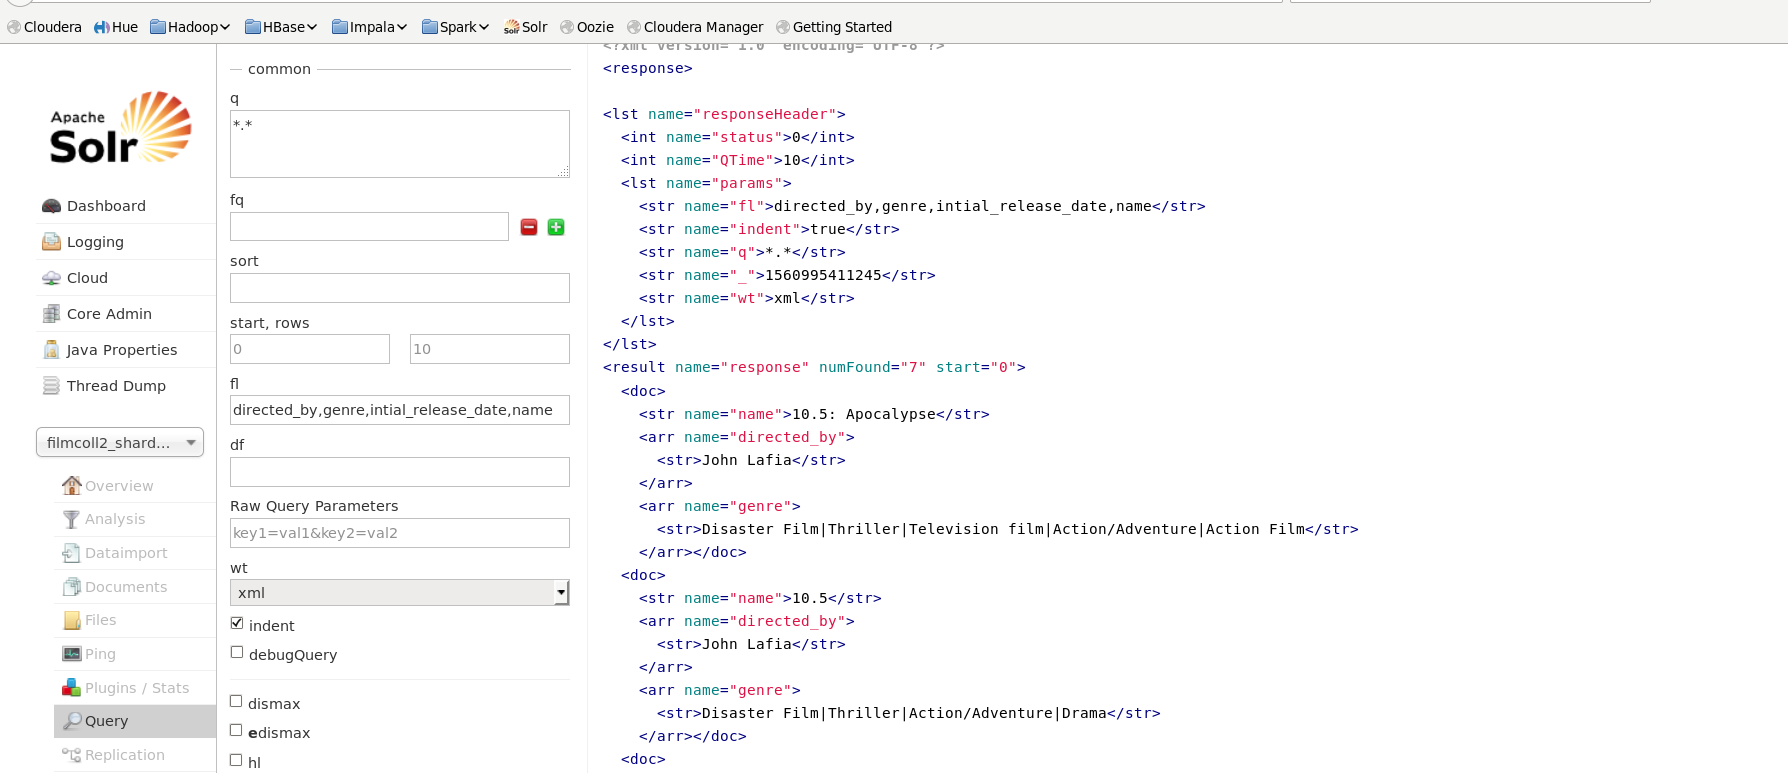 Cloudera Hue Hadoop HBase Impala Spark Solr Oozie Cloudera Manager Getting Started
Apache
Solr
Dashboard
Logging
Cloud
Core Admin
Java Properties
Thread Dump
filmcoll2_shard...
Overview
Analysis
Dataimport
Documents
Files
Ping
Plugins / Stats
Query
Replication
common
q
*.*
fq
sort
start, rows
0 10
fl
directed_by,genre,intial_release_date,name
df
Raw Query Parameters
key1=val1&key2=val2
wt
xml
indent
debugQuery
dismax
edismax
hl
<?xml version="1.0" encoding="UTF-8"?>
<response>
<lst name="responseHeader">
<int name="status">0</int>
<int name="QTime">10</int>
<lst name="params">
<str name="fl">directed_by,genre,intial_release_date,name</str>
<str name="indent">true</str>
<str name="q">*.*</str>
<str name="_">1560995411245</str>
<str name="wt">xml</str>
</lst>
</lst>
<result name="response" numFound="7" start="0">
<doc>
<str name="name">10.5: Apocalypse</str>
<arr name="directed_by">
<str>John Lafia</str>
</arr>
<arr name="genre">
<str>Disaster Film|Thriller|Television film|Action/Adventure|Action Film</str>
</arr></doc>
<doc>
<str name="name">10.5</str>
<arr name="directed_by">
<str>John Lafia</str>
</arr>
<arr name="genre">
<str>Disaster Film|Thriller|Action/Adventure|Drama</str>
</arr></doc>
<doc>